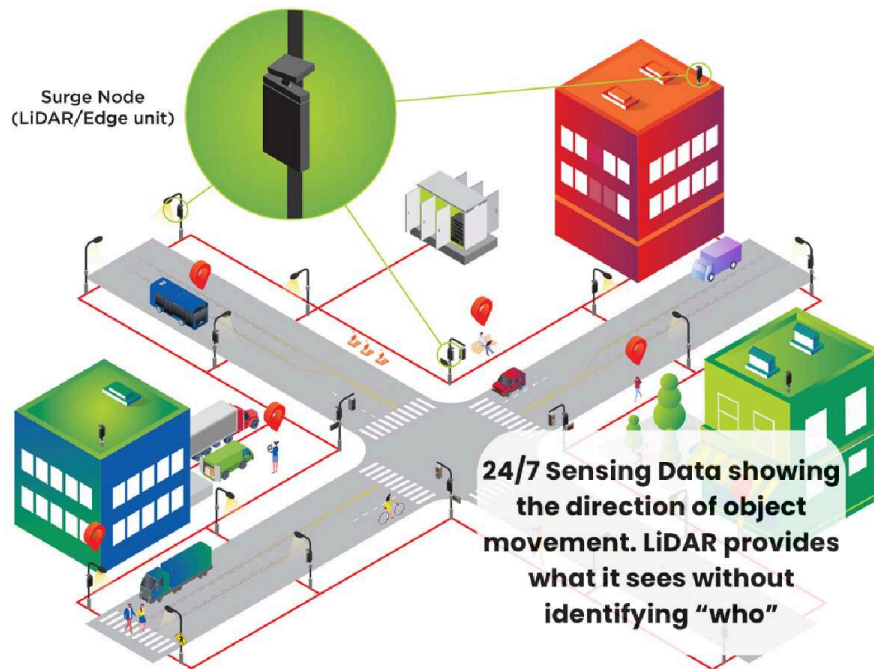 Surge Node
(LiDAR/Edge unit)
24/7 Sensing Data showing
the direction of object
movement. LiDAR provides
what it sees without
identifying “who”